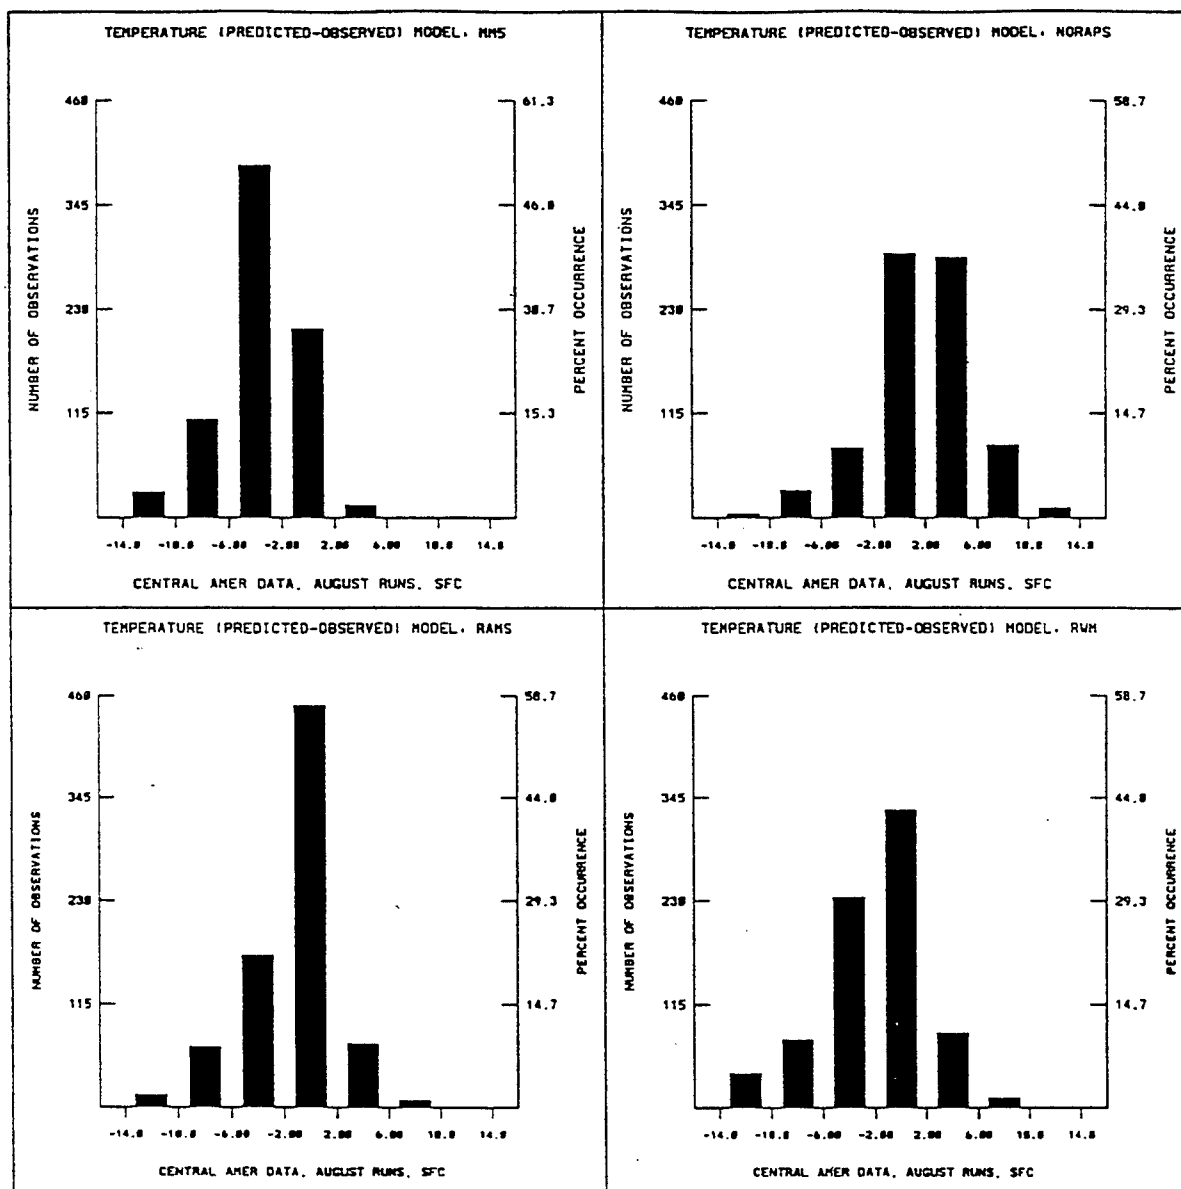 TEMPERATURE (PREDICTED-OBSERVED) MODEL, MM5
460
345
230
115
61.3
46.0
30.7
15.3
NUMBER OF OBSERVATIONS
PERCENT OCCURRENCE
-14.0 -10.0 -6.00 -2.00 2.00 6.00 10.0 14.0
CENTRAL AMER DATA, AUGUST RUNS, SFC
TEMPERATURE (PREDICTED-OBSERVED) MODEL, NORAPS
460
345
230
115
58.7
44.0
29.3
14.7
NUMBER OF OBSERVATIONS
PERCENT OCCURRENCE
-14.0 -10.0 -6.00 -2.00 2.00 6.00 10.0 14.0
CENTRAL AMER DATA, AUGUST RUNS, SFC
TEMPERATURE (PREDICTED-OBSERVED) MODEL, RAMS
460
345
230
115
58.7
44.0
29.3
14.7
NUMBER OF OBSERVATIONS
PERCENT OCCURRENCE
-14.0 -10.0 -6.00 -2.00 2.00 6.00 10.0 14.0
CENTRAL AMER DATA, AUGUST RUNS, SFC
TEMPERATURE (PREDICTED-OBSERVED) MODEL, RWM
460
345
230
115
58.7
44.0
29.3
14.7
NUMBER OF OBSERVATIONS
PERCENT OCCURRENCE
-14.0 -10.0 -6.00 -2.00 2.00 6.00 10.0 14.0
CENTRAL AMER DATA, AUGUST RUNS, SFC